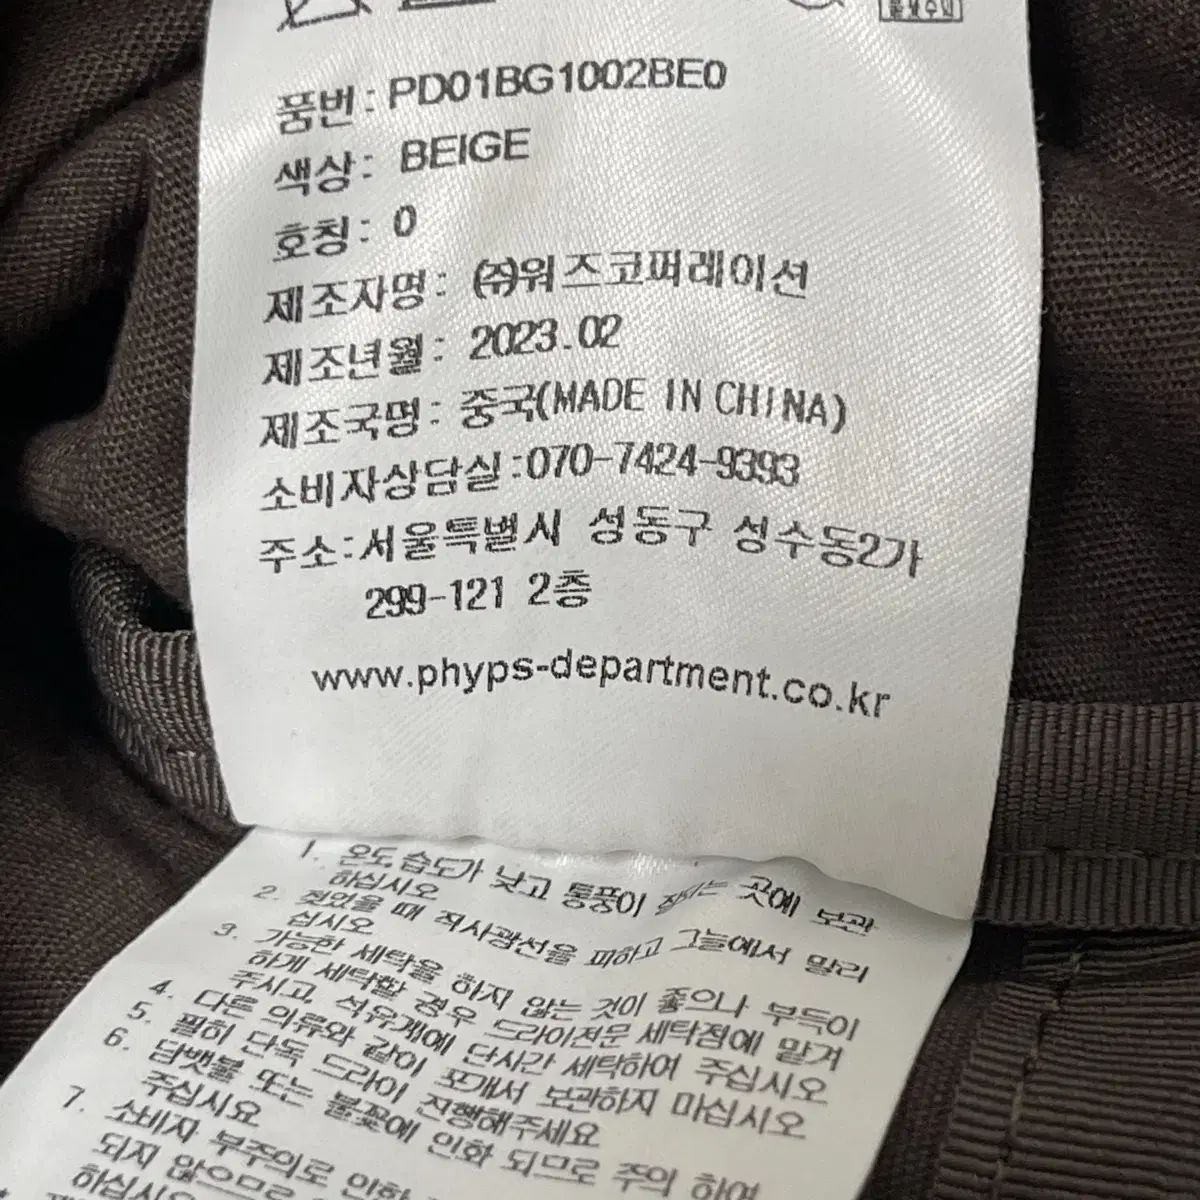 품번: PD01BG1002BE0
색상: BEIGE
호칭: 0
제조자명: ㈜워즈코퍼레이션
제조년월: 2023.02
제조국명: 중국(MADE IN CHINA)
소비자상담실:070-7424-9393
주소:서울특별시 성동구 성수동2가
299-121 2층
www.phyps-department.co.kr
1. 온도,습도가 낮고 통풍이 잘되는 곳에 보관
하십시오
2. 젖었을 때 직사광선을 피하고 그늘에서 말리
십시오
3. 가능한 세탁을 하지 않는 것이 좋으나 부득이
하게 세탁할 경우 드라이전문 세탁점에 맡겨
주시고, 석유계에 단시간 세탁하여 주십시오
4. 다른 의류와 같이 포개서 보관하지 마십시오
5. 필히 단독 드라이 진행해주세요
6. 담뱃불 또는 불꽃에 인화 되므로 주의 하여
주십시요
7. 소비자 부주의로 인한
되지 않으므로
하십시오